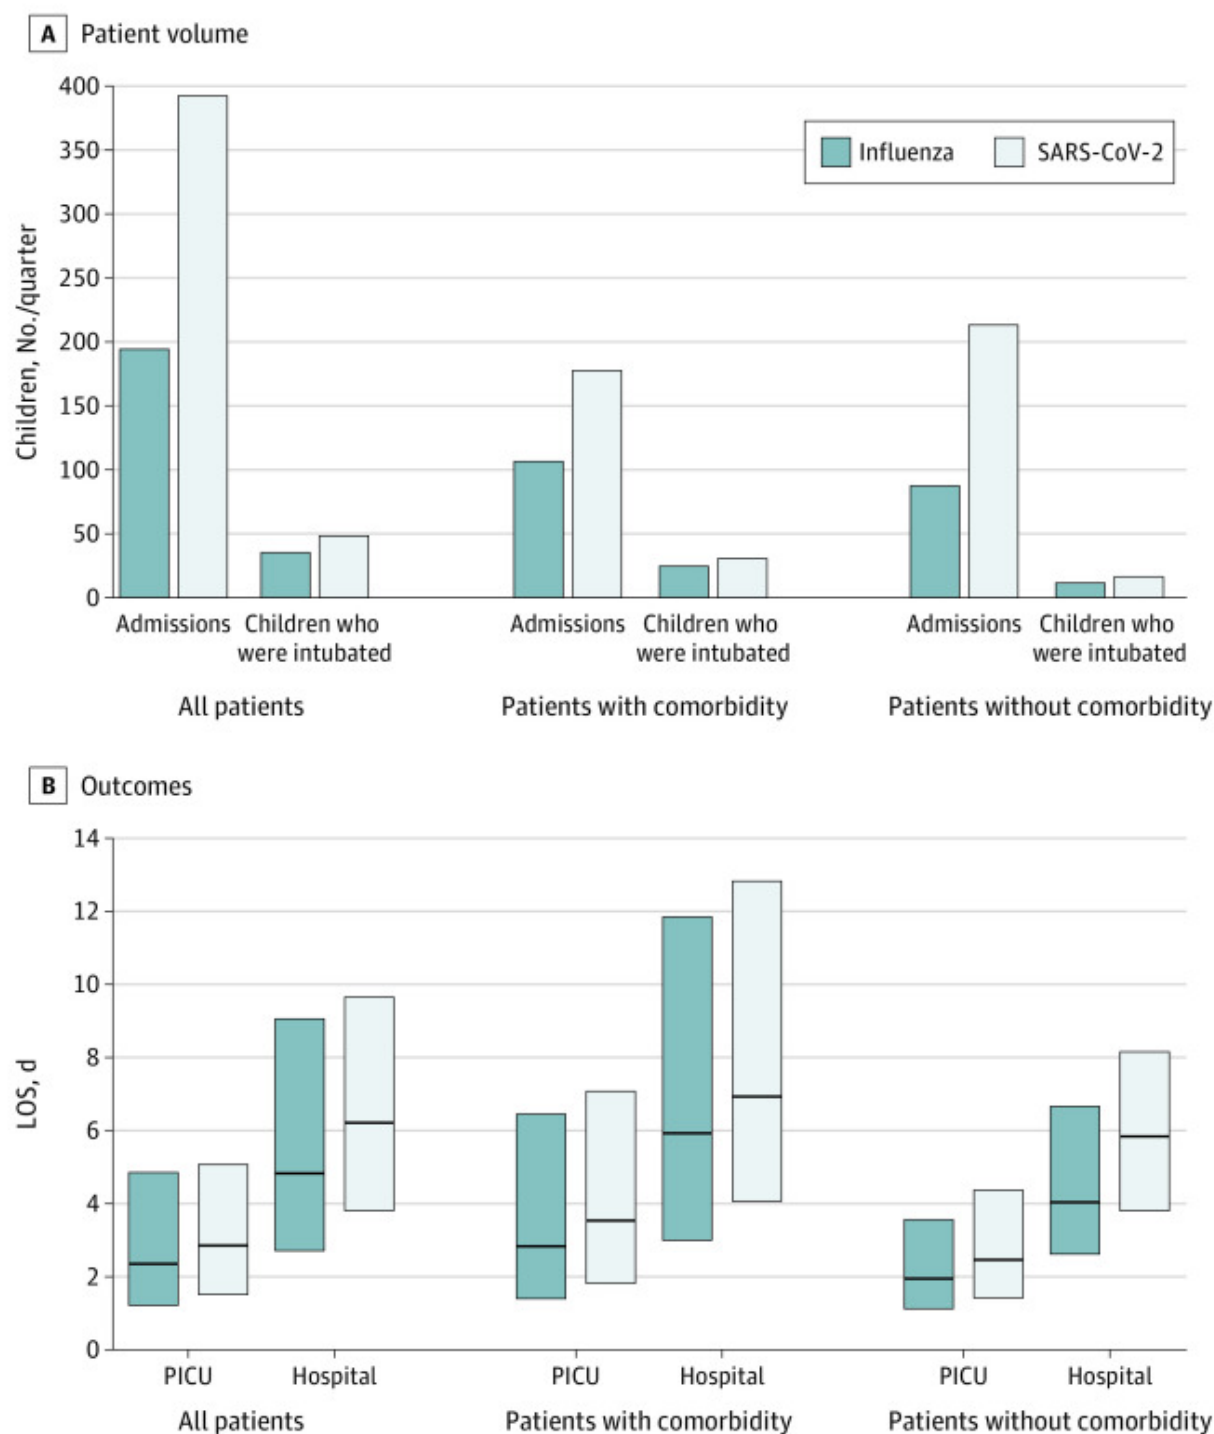 A Patient volume
400
350
300
250
200
150
100
50
0
Children, No./quarter
Influenza SARS-CoV-2
Admissions Children who were intubated
Admissions Children who were intubated
Admissions Children who were intubated
All patients Patients with comorbidity Patients without comorbidity
B Outcomes
14
12
10
8
6
4
2
0
LOS, d
PICU Hospital PICU Hospital PICU Hospital
All patients Patients with comorbidity Patients without comorbidity